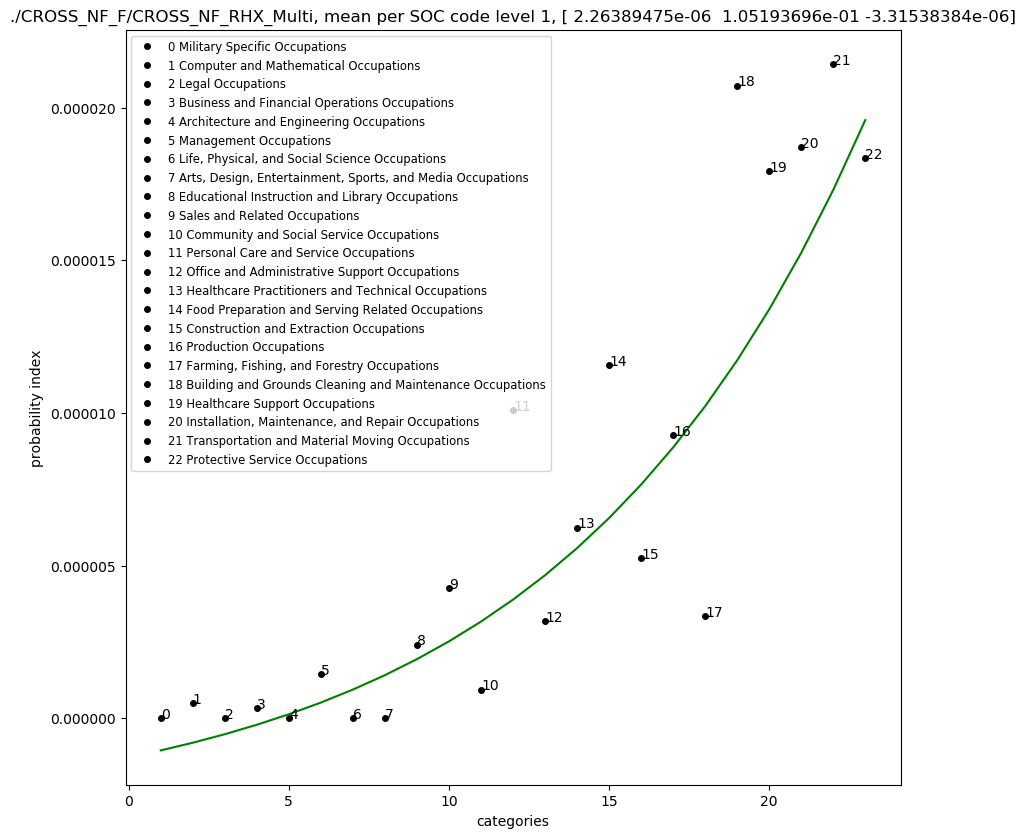 ./CROSS_NF_F/CROSS_NF_RHX_Multi, mean per SOC code level 1, [ 2.26389475e-06  1.05193696e-01 -3.31538384e-06]
0 Military Specific Occupations
1 Computer and Mathematical Occupations
2 Legal Occupations
3 Business and Financial Operations Occupations
4 Architecture and Engineering Occupations
5 Management Occupations
6 Life, Physical, and Social Science Occupations
7 Arts, Design, Entertainment, Sports, and Media Occupations
8 Educational Instruction and Library Occupations
9 Sales and Related Occupations
10 Community and Social Service Occupations
11 Personal Care and Service Occupations
12 Office and Administrative Support Occupations
13 Healthcare Practitioners and Technical Occupations
14 Food Preparation and Serving Related Occupations
15 Construction and Extraction Occupations
16 Production Occupations
17 Farming, Fishing, and Forestry Occupations
18 Building and Grounds Cleaning and Maintenance Occupations
19 Healthcare Support Occupations
20 Installation, Maintenance, and Repair Occupations
21 Transportation and Material Moving Occupations
22 Protective Service Occupations
probability index
0.000020
0.000015
0.000010
0.000005
0.000000
0
1
2
3
4
5
6
7
8
9
10
11
12
13
14
15
16
17
18
19
20
21
22
0
5
10
15
20
categories